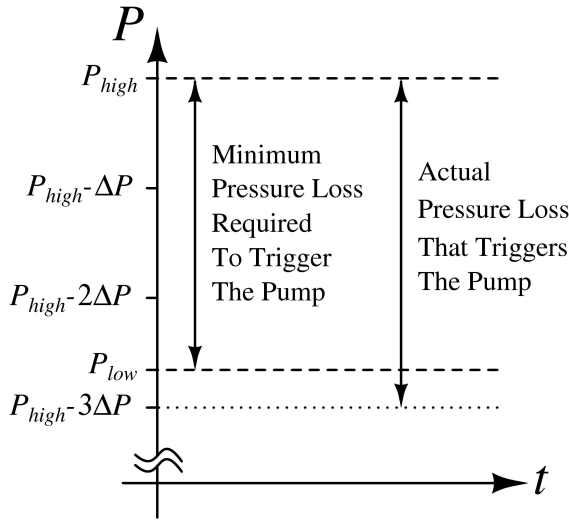 P
P_high
P_high-ΔP
P_high-2ΔP
P_low
P_high-3ΔP
Minimum
Pressure Loss
Required
To Trigger
The Pump
Actual
Pressure Loss
That Triggers
The Pump
t